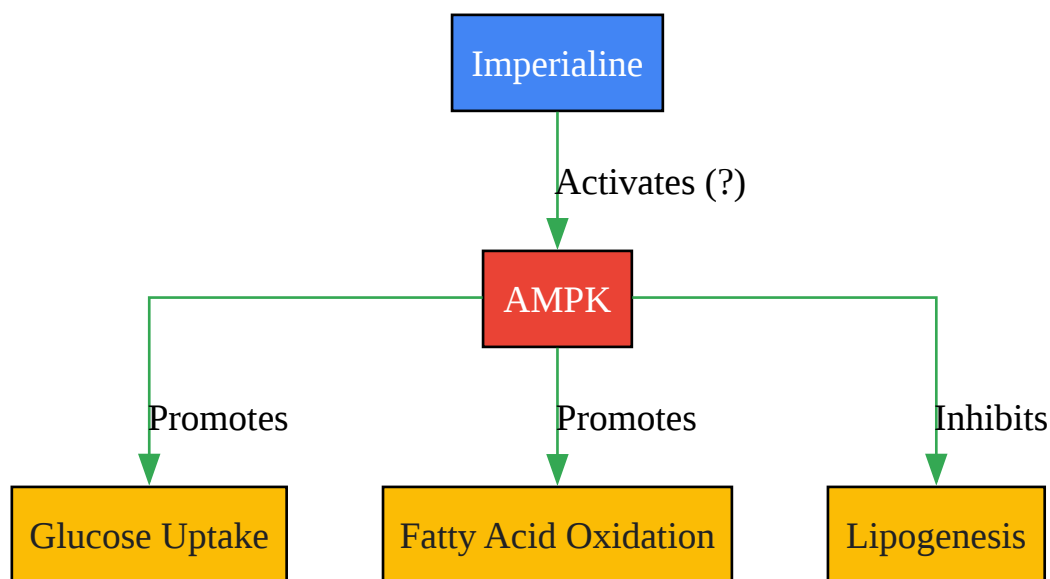 Imperialine
Activates (?)
AMPK
Promotes
Promotes
Inhibits
Glucose Uptake
Fatty Acid Oxidation
Lipogenesis